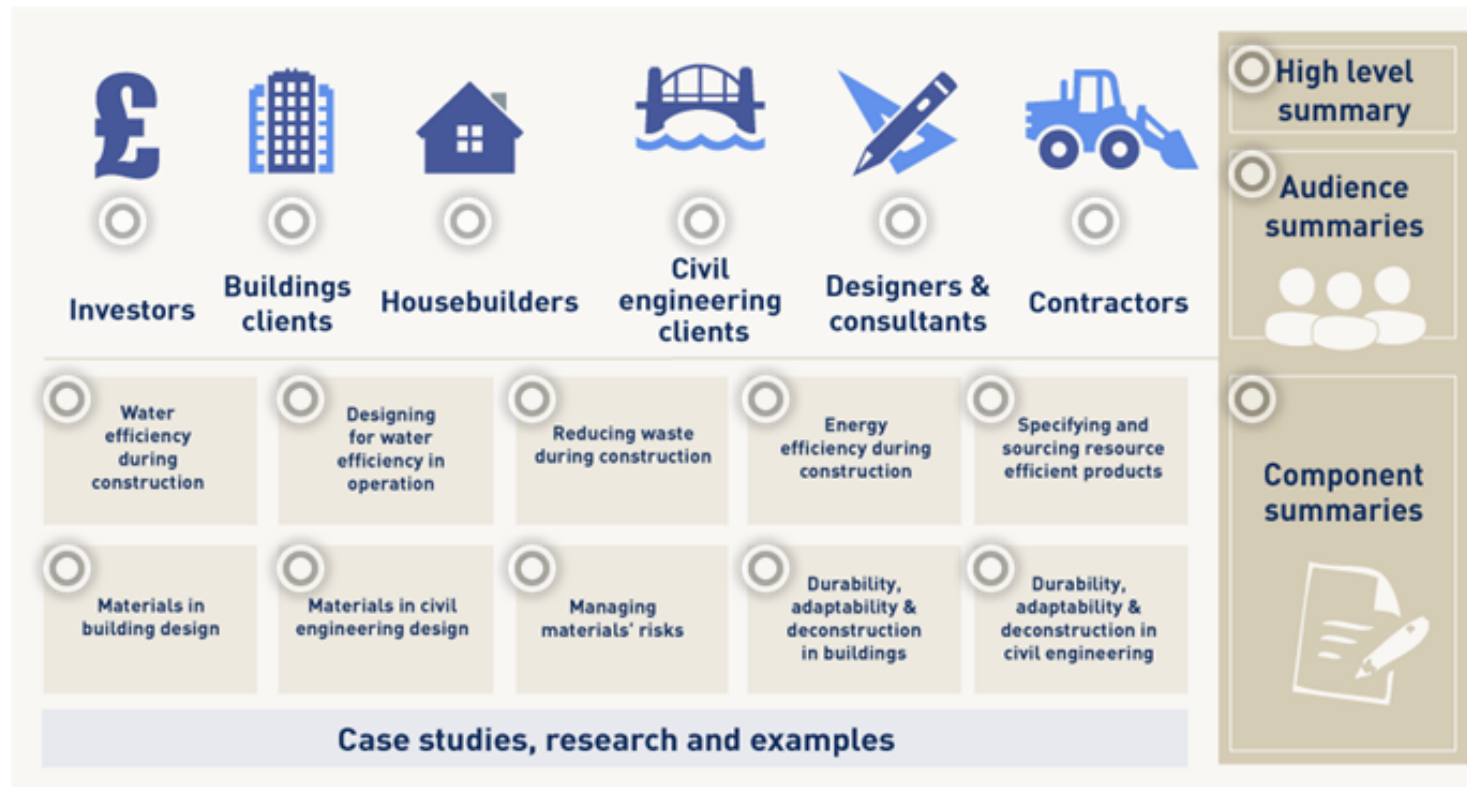 £
Investors
Buildings
clients
Housebuilders
Civil
engineering
clients
Designers &
consultants
Contractors
High level
summary
Audience
summaries
Water
efficiency
during
construction
Designing
for water
efficiency in
operation
Reducing waste
during construction
Energy
efficiency during
construction
Specifying and
sourcing resource
efficient products
Component
summaries
Materials in
building design
Materials in civil
engineering design
Managing
materials' risks
Durability,
adaptability &
deconstruction
in buildings
Durability,
adaptability &
deconstruction in
civil engineering
Case studies, research and examples